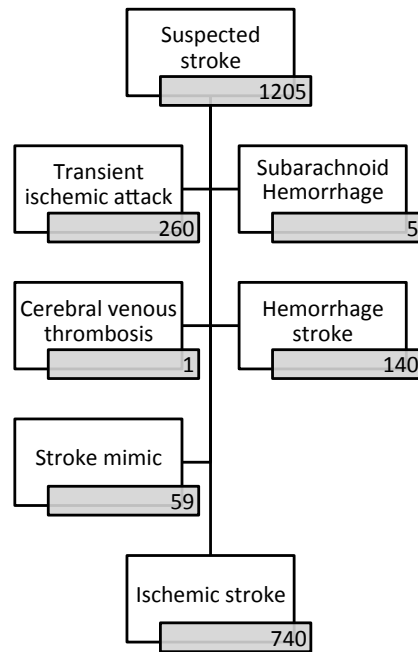 Suspected
stroke
1205
Transient
ischemic attack
260
Subarachnoid
Hemorrhage
5
Cerebral venous
thrombosis
1
Hemorrhage
stroke
140
Stroke mimic
59
Ischemic stroke
740